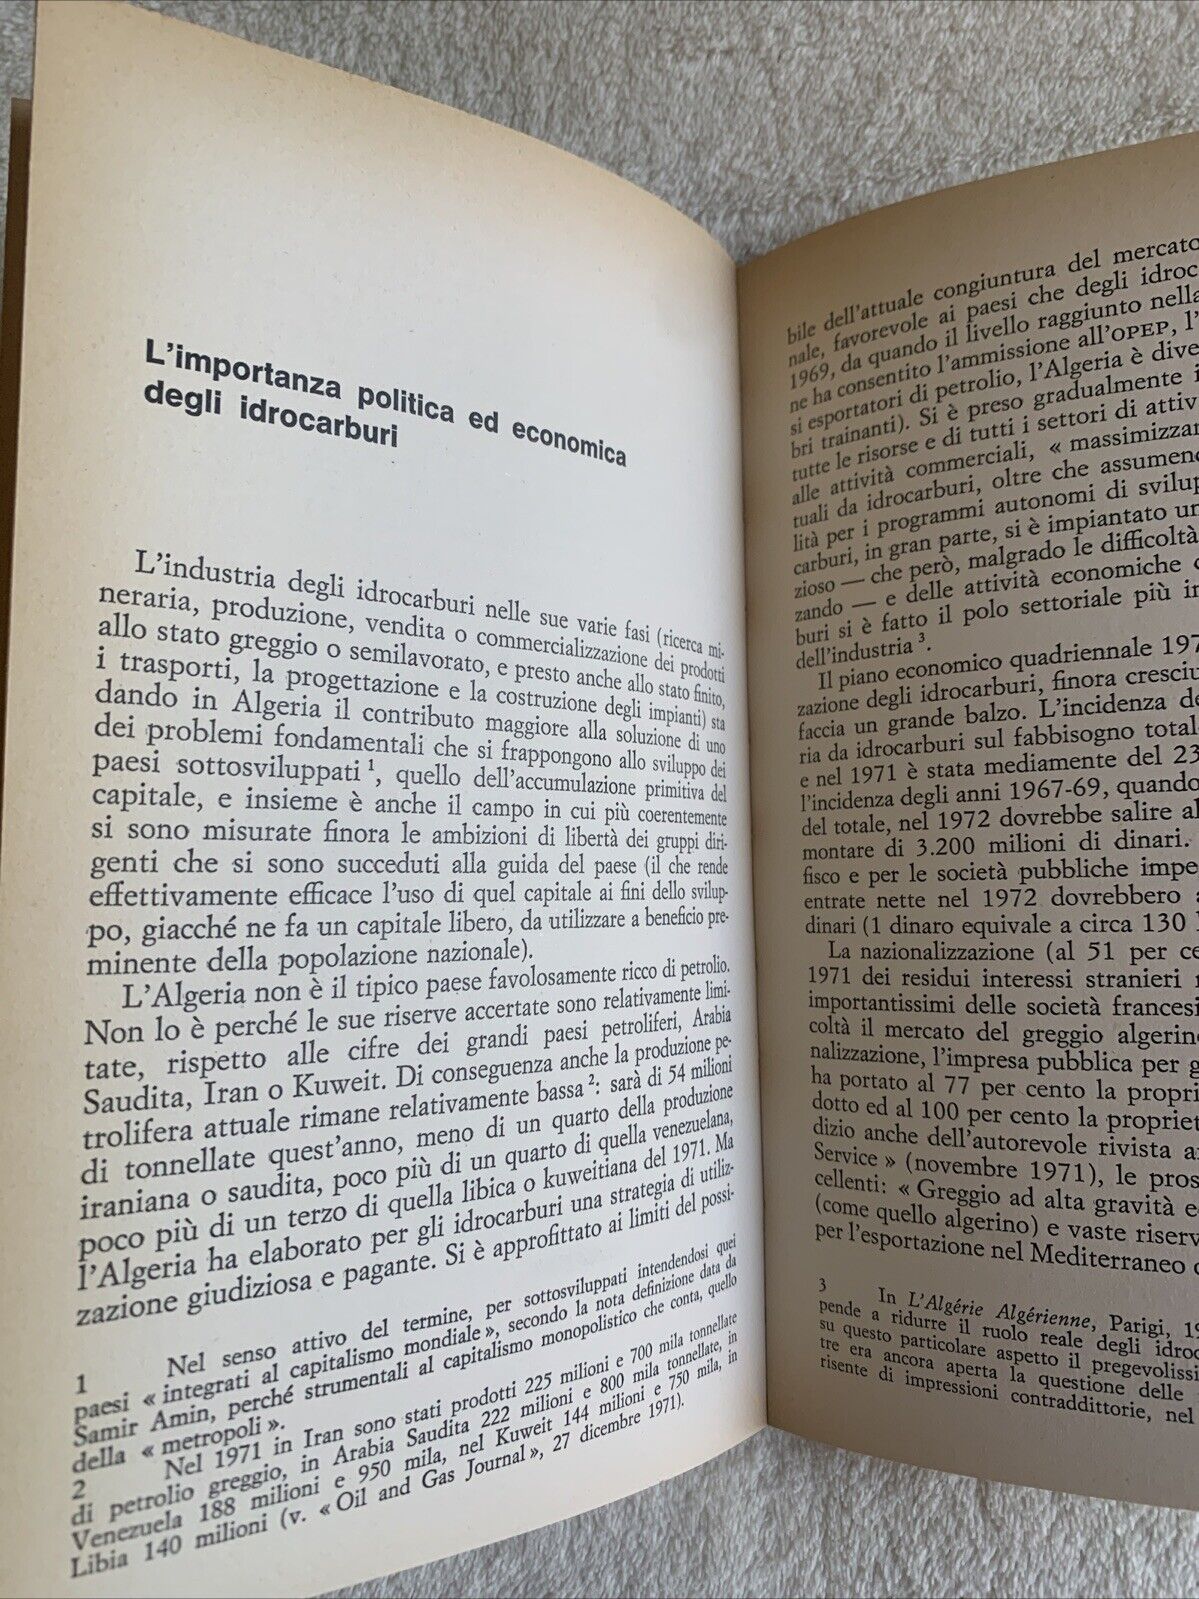 L'importanza politica ed economica
degli idrocarburi
L'industria degli idrocarburi nelle sue varie fasi (ricerca mi-
neraria, produzione, vendita o commercializzazione dei prodotti
allo stato greggio o semilavorato, e presto anche allo stato finito,
i trasporti, la progettazione e la costruzione degli impianti) sta
dando in Algeria il contributo maggiore alla soluzione di uno
dei problemi fondamentali che si frappongono allo sviluppo dei
paesi sottosviluppati 1, quello dell'accumulazione primitiva del
capitale, e insieme è anche il campo in cui più coerentemente
si sono misurate finora le ambizioni di libertà dei gruppi diri-
genti che si sono succeduti alla guida del paese (il che rende
effettivamente efficace l'uso di quel capitale ai fini dello svilup-
po, giacché ne fa un capitale libero, da utilizzare a beneficio pre-
minente della popolazione nazionale).
L'Algeria non è il tipico paese favolosamente ricco di petrolio.
Non lo è perché le sue riserve accertate sono relativamente limi-
tate, rispetto alle cifre dei grandi paesi petroliferi, Arabia
Saudita, Iran o Kuweit. Di conseguenza anche la produzione pe-
trolifera attuale rimane relativamente bassa 2: sarà di 54 milioni
di tonnellate quest'anno, meno di un quarto della produzione
iraniana o saudita, poco più di un quarto di quella venezuelana,
poco più di un terzo di quella libica o kuweitiana del 1971. Ma
l'Algeria ha elaborato per gli idrocarburi una strategia di utiliz-
zazione giudiziosa e pagante. Si è approfittato ai limiti del possi-
1 Nel senso attivo del termine, per sottosviluppati intendendosi quei
paesi « integrati al capitalismo mondiale », secondo la nota definizione data da
Samir Amin, perché strumentali al capitalismo monopolistico che conta, quello
della « metropoli ».
2 Nel 1971 in Iran sono stati prodotti 225 milioni e 700 mila tonnellate
di petrolio greggio, in Arabia Saudita 222 milioni e 800 mila tonnellate, in
Venezuela 188 milioni e 950 mila, nel Kuweit 144 milioni e 750 mila, in
Libia 140 milioni (v. « Oil and Gas Journal », 27 dicembre 1971).
bile dell'attuale congiuntura del mercato
nale, favorevole ai paesi che degli idroc
1969, da quando il livello raggiunto nella
ne ha consentito l'ammissione all'OPEP, l'
si esportatori di petrolio, l'Algeria è dive
bri trainanti). Si è preso gradualmente i
tutte le risorse e di tutti i settori di attiv
alle attività commerciali, « massimizzan
tuali da idrocarburi, oltre che assumend
lità per i programmi autonomi di svilup
carburi, in gran parte, si è impiantato un
zioso — che però, malgrado le difficoltà
zando — e delle attività economiche
buri si è fatto il polo settoriale più im
dell'industria 3.
Il piano economico quadriennale 197
zazione degli idrocarburi, finora cresciu
faccia un grande balzo. L'incidenza de
ria da idrocarburi sul fabbisogno total
e nel 1971 è stata mediamente del 23
l'incidenza degli anni 1967-69, quando
del totale, nel 1972 dovrebbe salire al
montare di 3.200 milioni di dinari.
fisco e per le società pubbliche impe
entrate nette nel 1972 dovrebbero a
dinari (1 dinaro equivale a circa 130
La nazionalizzazione (al 51 per ce
1971 dei residui interessi stranieri
importantissimi delle società francesi
coltà il mercato del greggio algerino
nalizzazione, l'impresa pubblica per g
ha portato al 77 per cento la propri
dotto ed al 100 per cento la propriet
dizio anche dell'autorevole rivista a
Service » (novembre 1971), le pros
cellenti: « Greggio ad alta gravità e
(come quello algerino) e vaste riserv
per l'esportazione nel Mediterraneo
3 In L'Algérie Algérienne, Parigi, 19
pende a ridurre il ruolo reale degli idroc
su questo particolare aspetto il pregevolissi
tre era ancora aperta la questione delle
risente di impressioni contraddittorie, nel